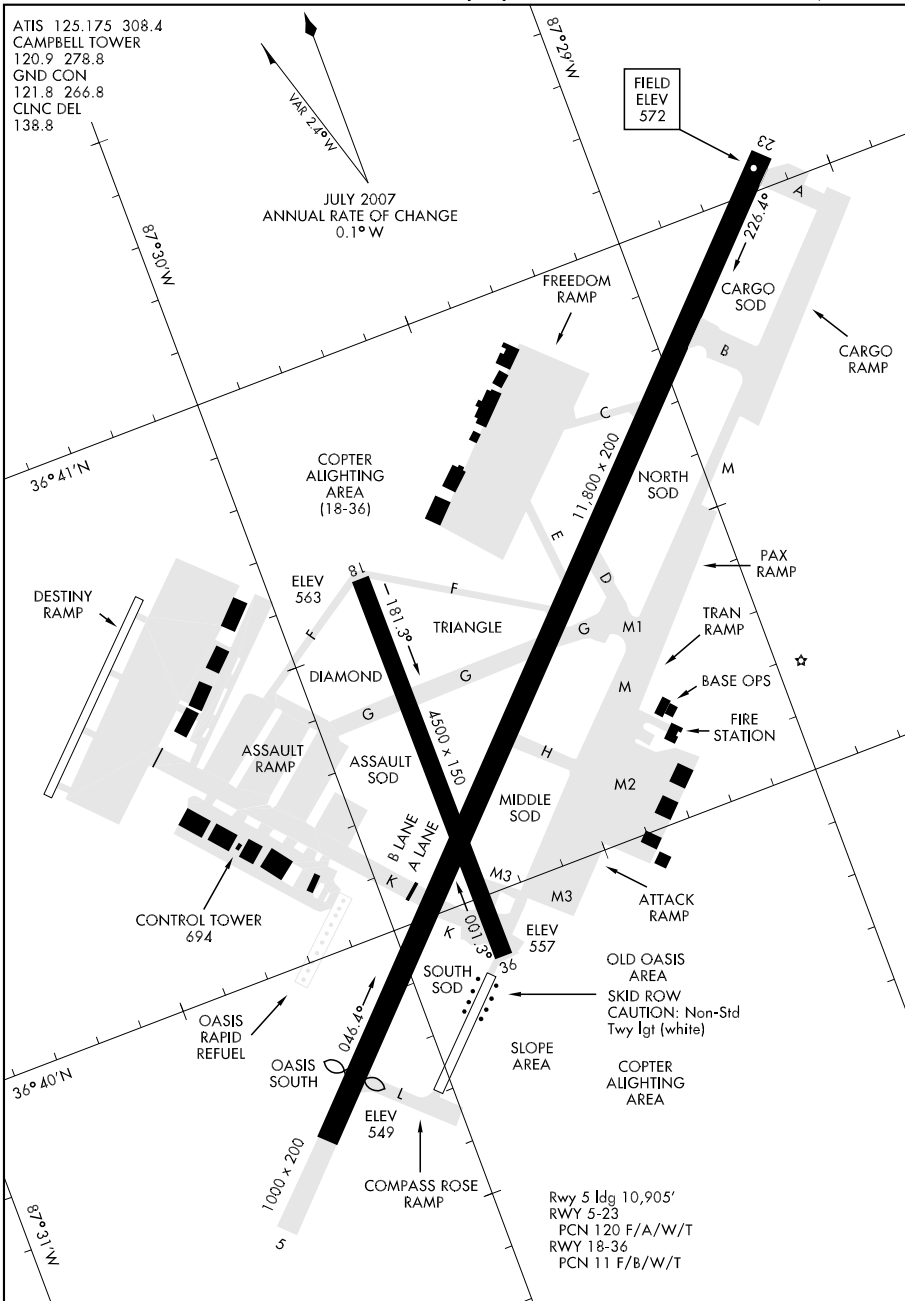 ATIS 125.175 308.4
CAMPBELL TOWER
120.9 278.8
GND CON
121.8 266.8
CLNC DEL
138.8
VAR 2.4° W
JULY 2007
ANNUAL RATE OF CHANGE
0.1° W
87°29'W
FIELD
ELEV
572
23
A
226.4°
87°30'W
FREEDOM
RAMP
CARGO
SOD
CARGO
RAMP
B
C
36°41'N
COPTER
ALIGHTING
AREA
(18-36)
11,800 x 200
NORTH
SOD
M
E
D
PAX
RAMP
DESTINY
RAMP
ELEV
563
18
F
F
181.3°
TRIANGLE
G
M1
TRAN
RAMP
DIAMOND
G
G
M
BASE OPS
FIRE
STATION
ASSAULT
RAMP
ASSAULT
SOD
4500 x 150
H
M2
MIDDLE
SOD
B LANE
A LANE
K
K
M3
M3
ATTACK
RAMP
CONTROL TOWER
694
001.3°
ELEV
557
36
SOUTH
SOD
OLD OASIS
AREA
SKID ROW
CAUTION: Non-Std
Twy lgt (white)
OASIS
RAPID
REFUEL
046.4°
SLOPE
AREA
COPTER
ALIGHTING
AREA
36°40'N
OASIS
SOUTH
L
ELEV
549
1000 x 200
COMPASS ROSE
RAMP
5
87°31'W
Rwy 5 ldg 10,905'
RWY 5-23
PCN 120 F/A/W/T
RWY 18-36
PCN 11 F/B/W/T